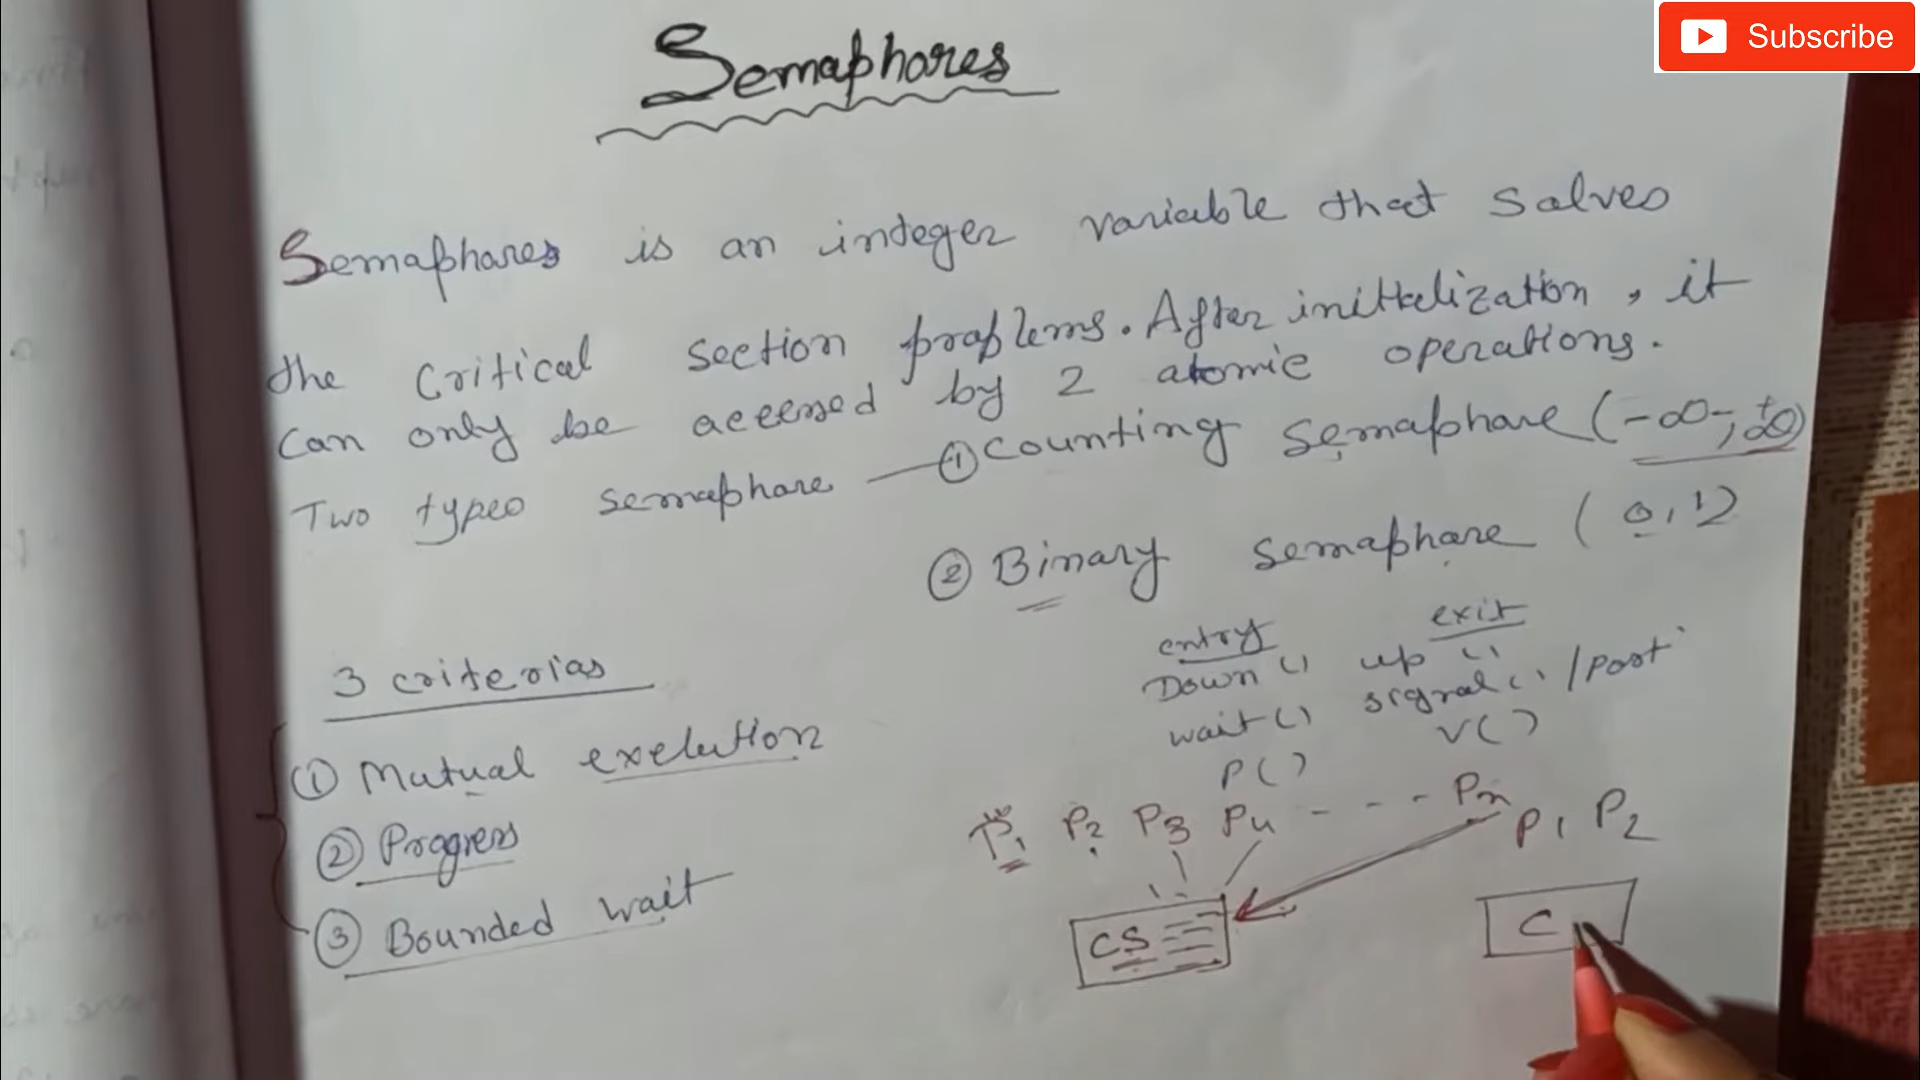 Subscribe
Semaphores
Semaphores is an integer variable that solves
the critical section problems. After initialization, it
can only be accessed by 2 atomic operations.
Two types semaphore — ① Counting semaphore (-∞, +∞)
② Binary semaphore (0,1)
entry exit
Down() up()
wait() signal() / post
P() V()
3 criterias
① Mutual exclution
② Progress
③ Bounded wait
P1 P2 P3 P4 - - - - Pn
P1 P2
CS
C